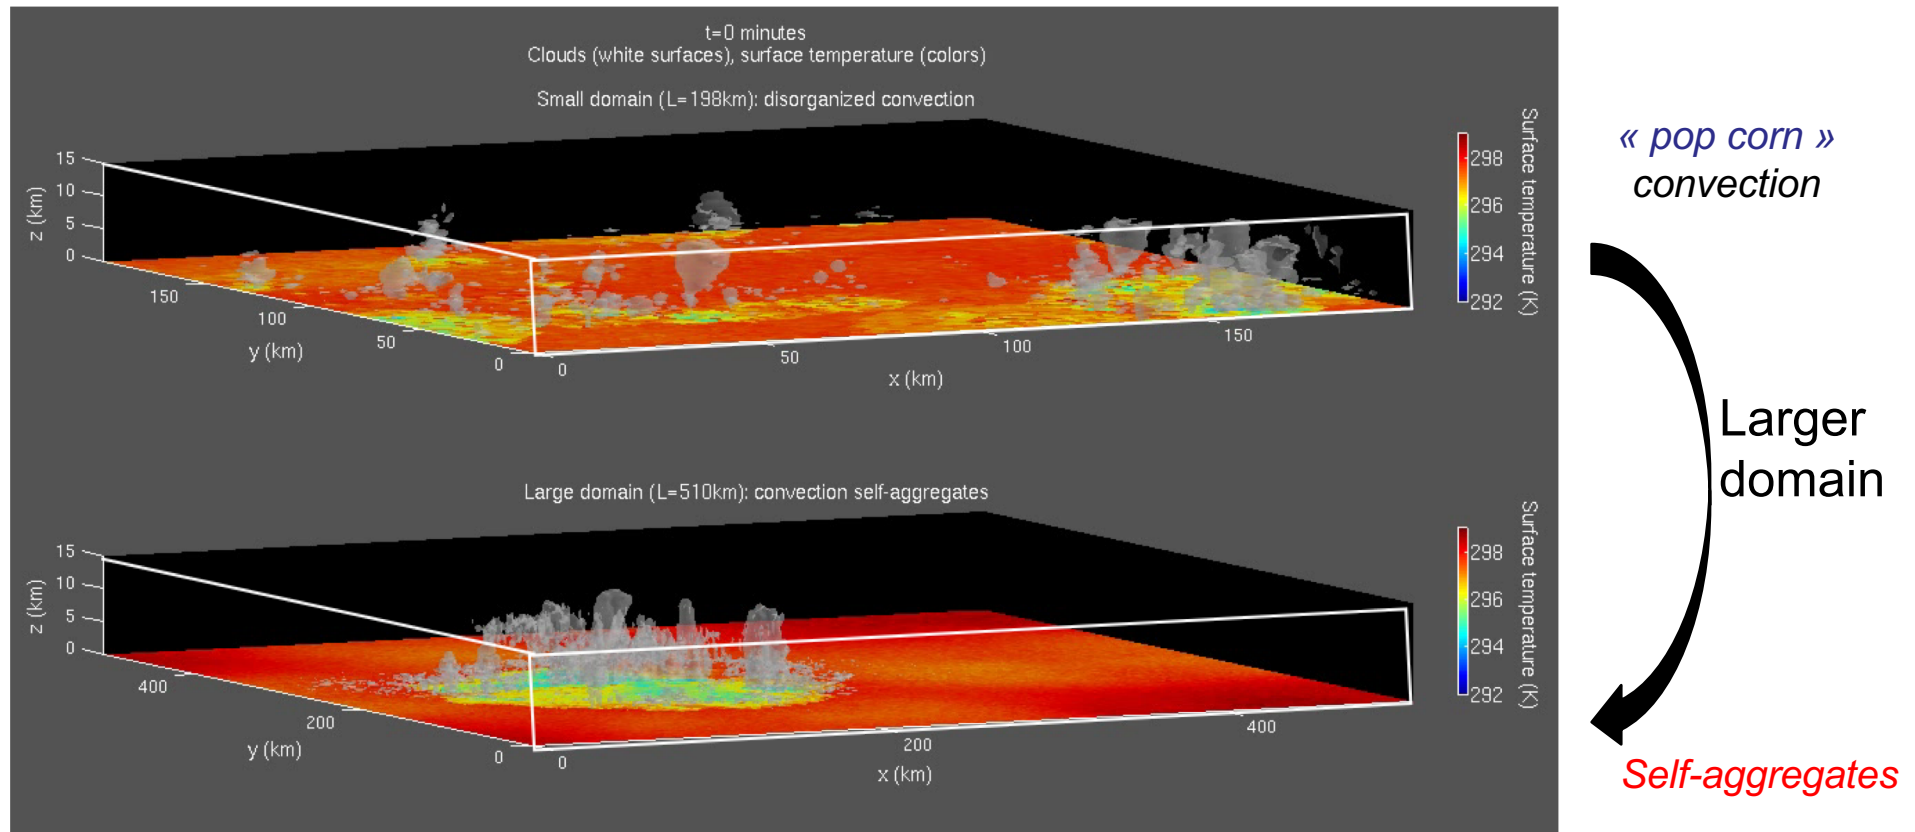 t=0 minutes
Clouds (white surfaces), surface temperature (colors)
Small domain (L=198km): disorganized convection
15
10
5
0
z (km)
150
100
50
0
y (km)
0
50
100
150
x (km)
298
296
294
292
Surface temperature (K)
« pop corn »
convection
Larger
domain
Large domain (L=510km): convection self-aggregates
15
10
5
0
z (km)
400
200
0
y (km)
0
200
400
x (km)
298
296
294
292
Surface temperature (K)
Self-aggregates